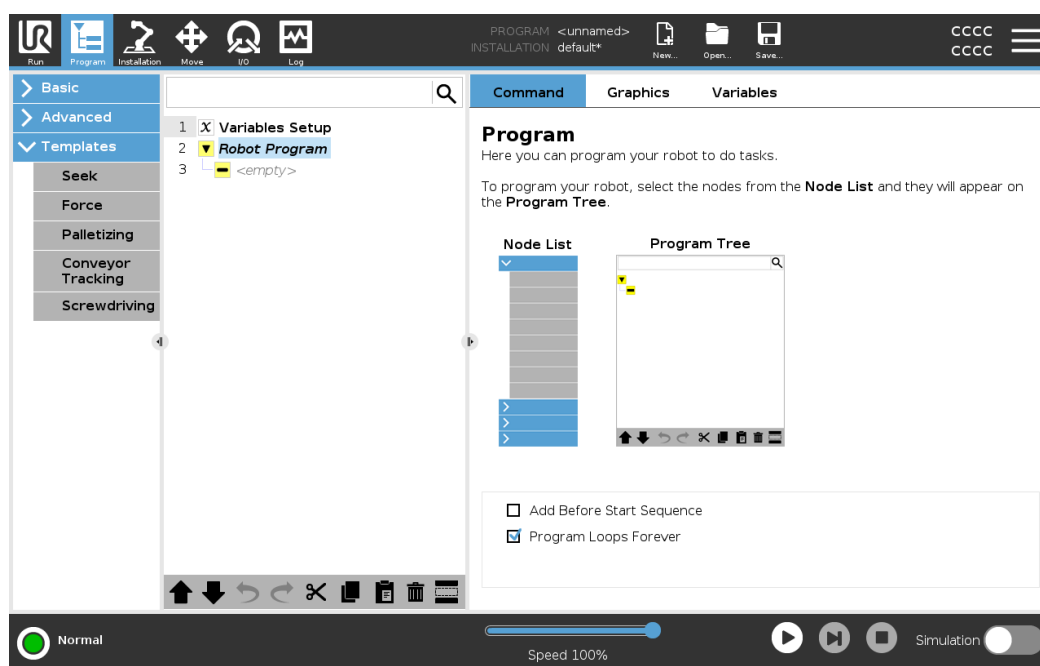 PROGRAM <unnamed>
INSTALLATION default*
CCCC
CCCC
Run
Program
Installation
Move
I/O
Log
New...
Open...
Save...
Basic
Advanced
Templates
Seek
Force
Palletizing
Conveyor
Tracking
Screwdriving
1 X Variables Setup
2 Robot Program
3 <empty>
Command
Graphics
Variables
Program
Here you can program your robot to do tasks.
To program your robot, select the nodes from the Node List and they will appear on
the Program Tree.
Node List
Program Tree
Add Before Start Sequence
Program Loops Forever
Normal
Speed 100%
Simulation